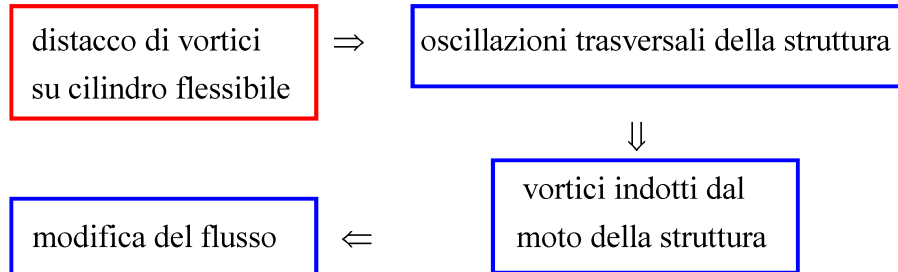 distacco di vortici
su cilindro flessibile
⇒
oscillazioni trasversali della struttura
⇓
vortici indotti dal
moto della struttura
⇐
modifica del flusso